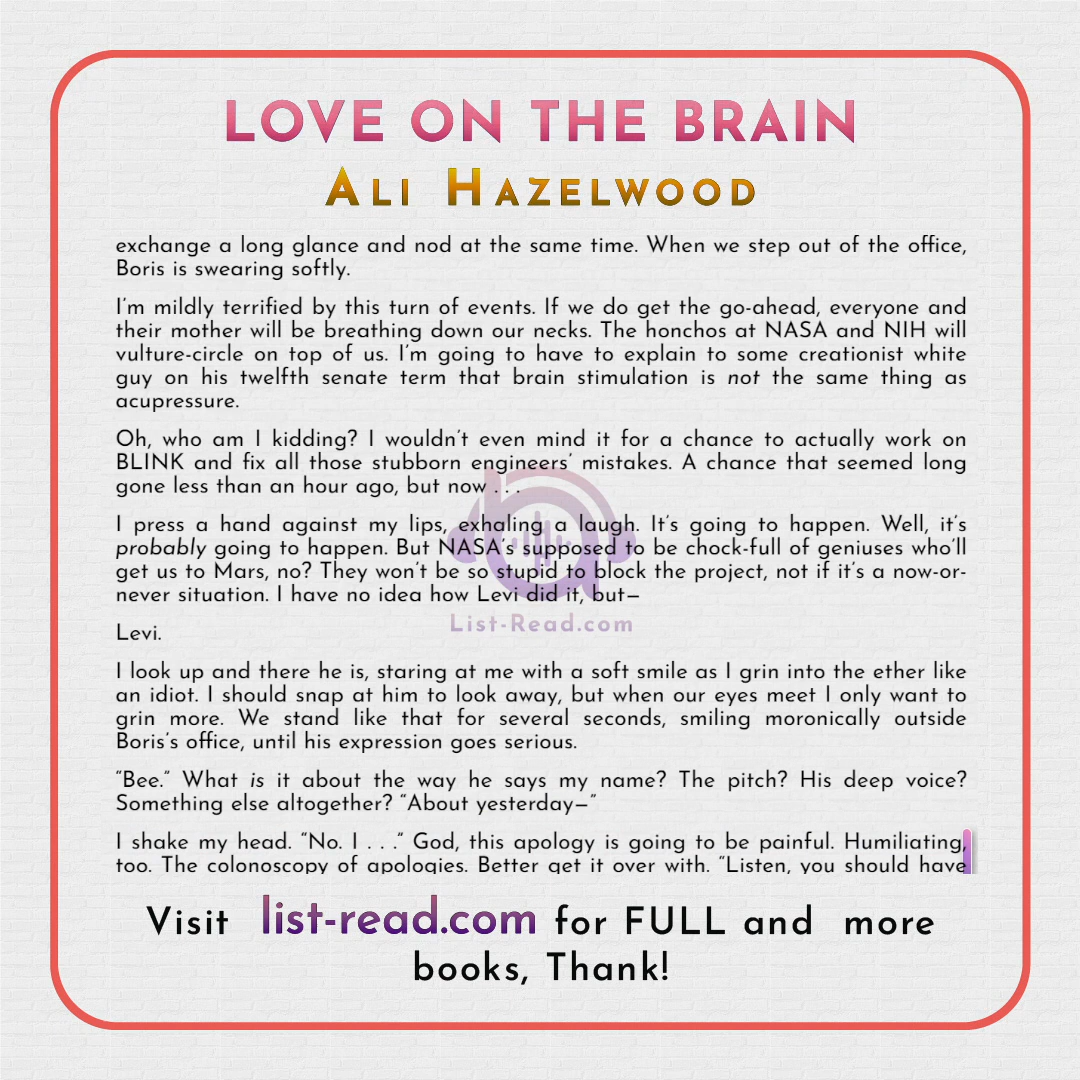 LOVE ON THE BRAIN
ALI HAZELWOOD
exchange a long glance and nod at the same time. When we step out of the office,
Boris is swearing softly.
I'm mildly terrified by this turn of events. If we do get the go-ahead, everyone and
their mother will be breathing down our necks. The honchos at NASA and NIH will
vulture-circle on top of us. I'm going to have to explain to some creationist white
guy on his twelfth senate term that brain stimulation is not the same thing as
acupressure.
Oh, who am I kidding? I wouldn't even mind it for a chance to actually work on
BLINK and fix all those stubborn engineers' mistakes. A chance that seemed long
gone less than an hour ago, but now . . .
I press a hand against my lips, exhaling a laugh. It's going to happen. Well, it's
probably going to happen. But NASA's supposed to be chock-full of geniuses who'll
get us to Mars, no? They won't be so stupid to block the project, not if it's a now-or-
never situation. I have no idea how Levi did it, but—
List-Read.com
Levi.
I look up and there he is, staring at me with a soft smile as I grin into the ether like
an idiot. I should snap at him to look away, but when our eyes meet I only want to
grin more. We stand like that for several seconds, smiling moronically outside
Boris's office, until his expression goes serious.
"Bee." What is it about the way he says my name? The pitch? His deep voice?
Something else altogether? "About yesterday—"
I shake my head. "No. I . . ." God, this apology is going to be painful. Humiliating,
too. The colonoscopy of apologies. Better get it over with. "Listen, you should have
Visit list-read.com for FULL and more
books, Thank!